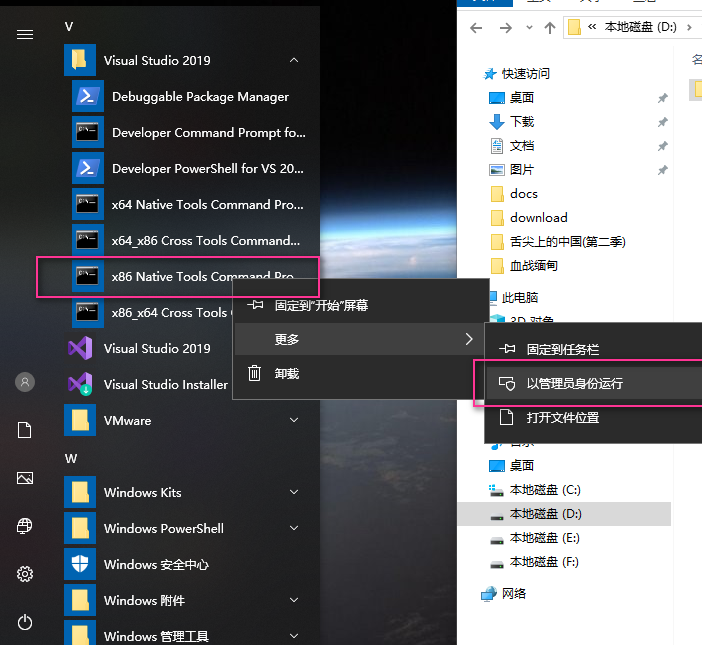 V
Visual Studio 2019
Debuggable Package Manager
Developer Command Prompt fo...
Developer PowerShell for VS 20...
x64 Native Tools Command Pro...
x64_x86 Cross Tools Command...
x86 Native Tools Command Pro
x86_x64 Cross Tools
Visual Studio 2019
Visual Studio Installer
VMware
W
Windows Kits
Windows PowerShell
Windows 安全中心
Windows 附件
Windows 管理工具
固定到"开始"屏幕
更多
卸载
固定到任务栏
以管理员身份运行
打开文件位置
« 本地磁盘 (D:)
名
快速访问
桌面
下载
文档
图片
docs
download
舌尖上的中国(第二季)
血战缅甸
此电脑
3D 对象
音乐
桌面
本地磁盘 (C:)
本地磁盘 (D:)
本地磁盘 (E:)
本地磁盘 (F:)
网络